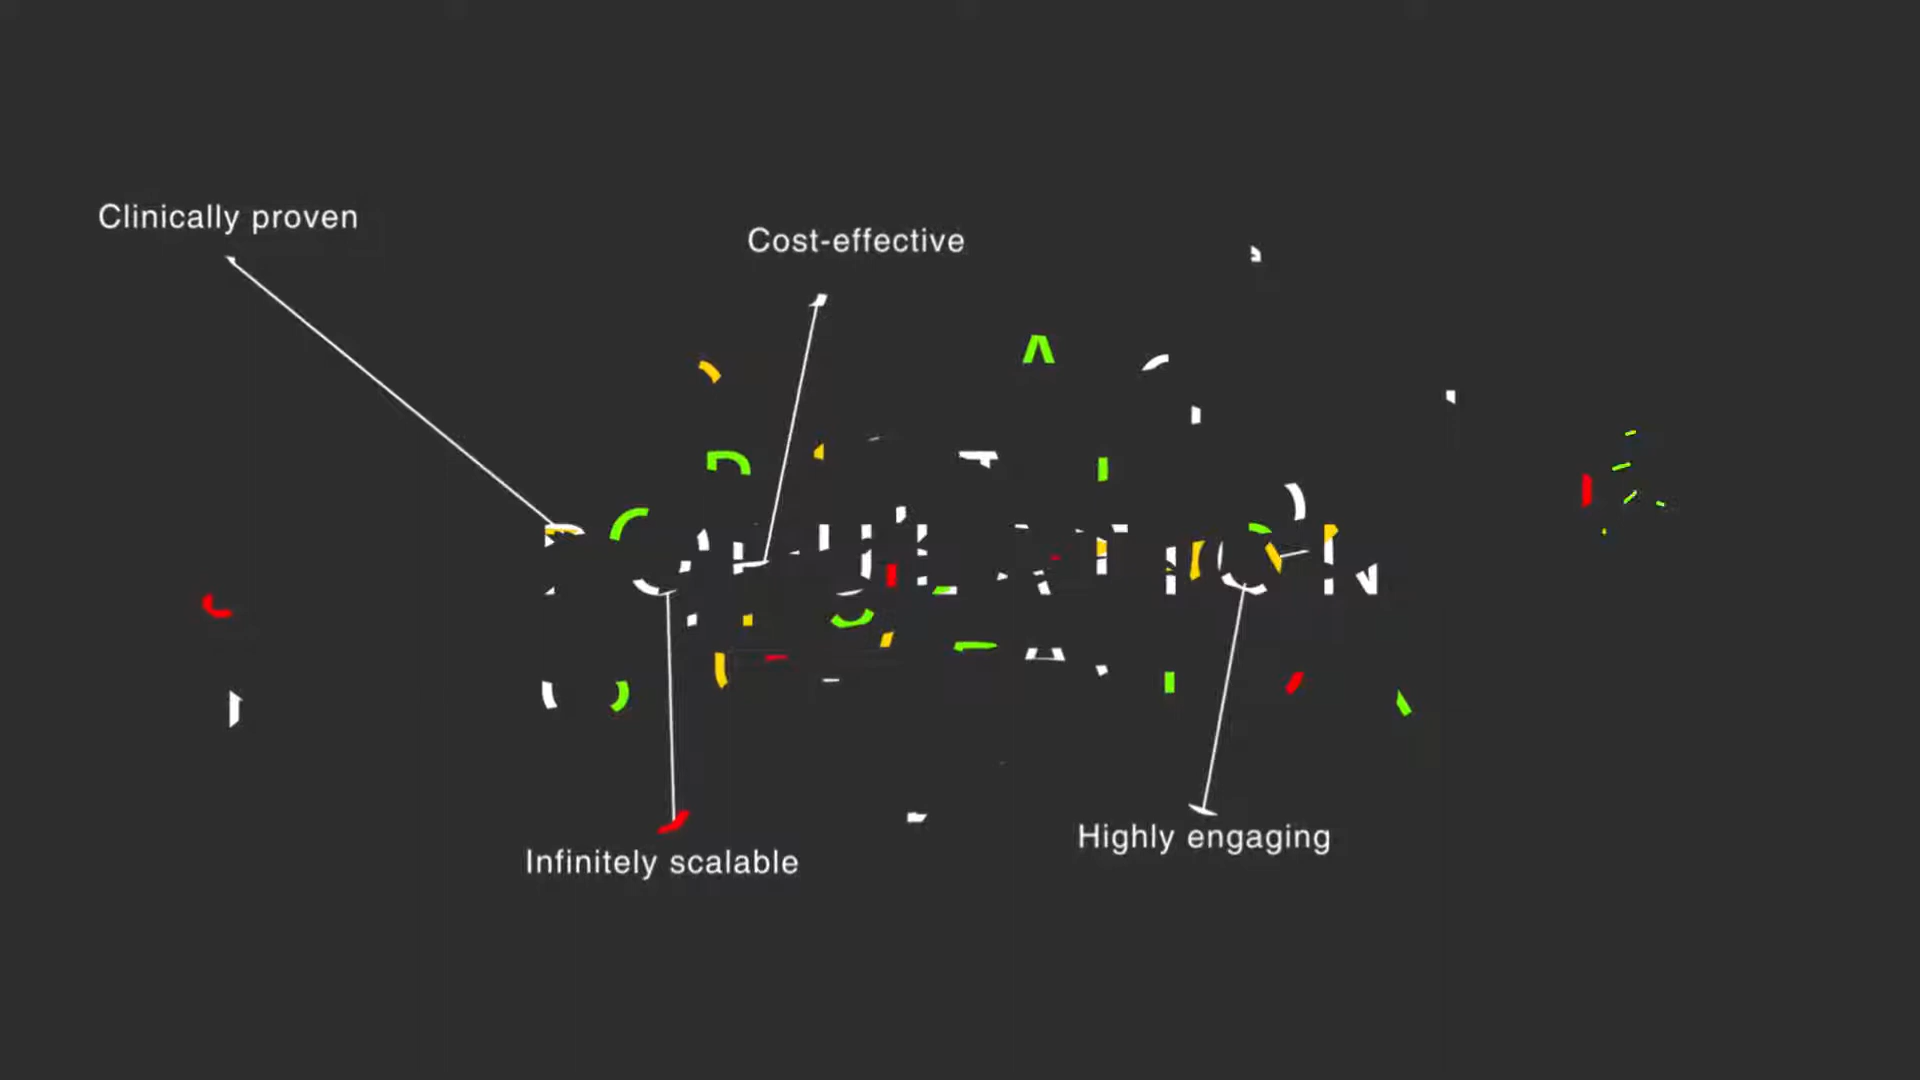 Clinically proven
Cost-effective
Infinitely scalable
Highly engaging